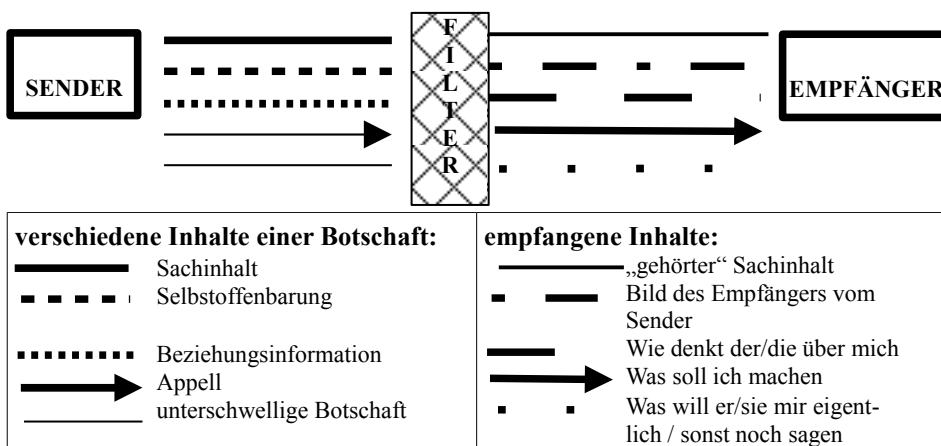 SENDER
FILTER
EMPFÄNGER
verschiedene Inhalte einer Botschaft:
Sachinhalt
Selbstoffenbarung
Beziehungsinformation
Appell
unterschwellige Botschaft
empfangene Inhalte:
„gehörter“ Sachinhalt
Bild des Empfängers vom
Sender
Wie denkt der/die über mich
Was soll ich machen
Was will er/sie mir eigent-
lich / sonst noch sagen